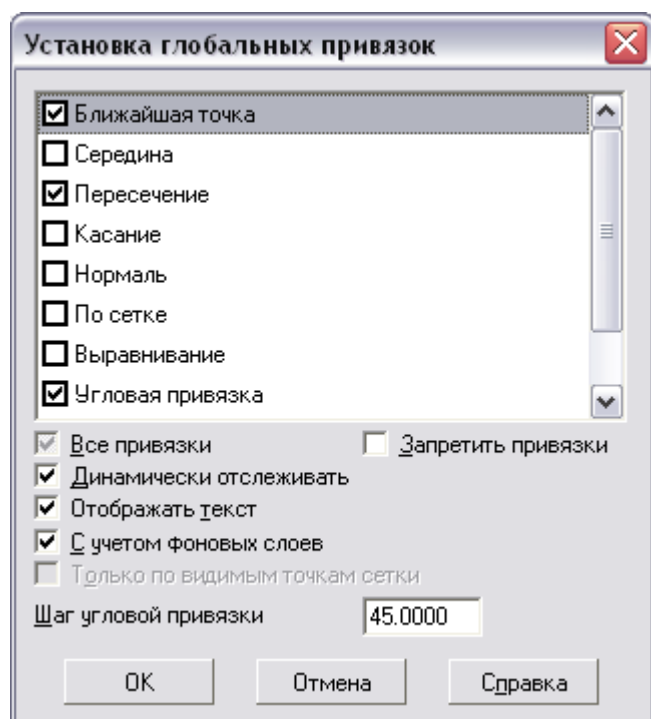 Установка глобальных привязок
Ближайшая точка
Середина
Пересечение
Касание
Нормаль
По сетке
Выравнивание
Угловая привязка
Все привязки Запретить привязки
Динамически отслеживать
Отображать текст
С учетом фоновых слоев
Только по видимым точкам сетки
Шаг угловой привязки 45.0000
OK Отмена Справка